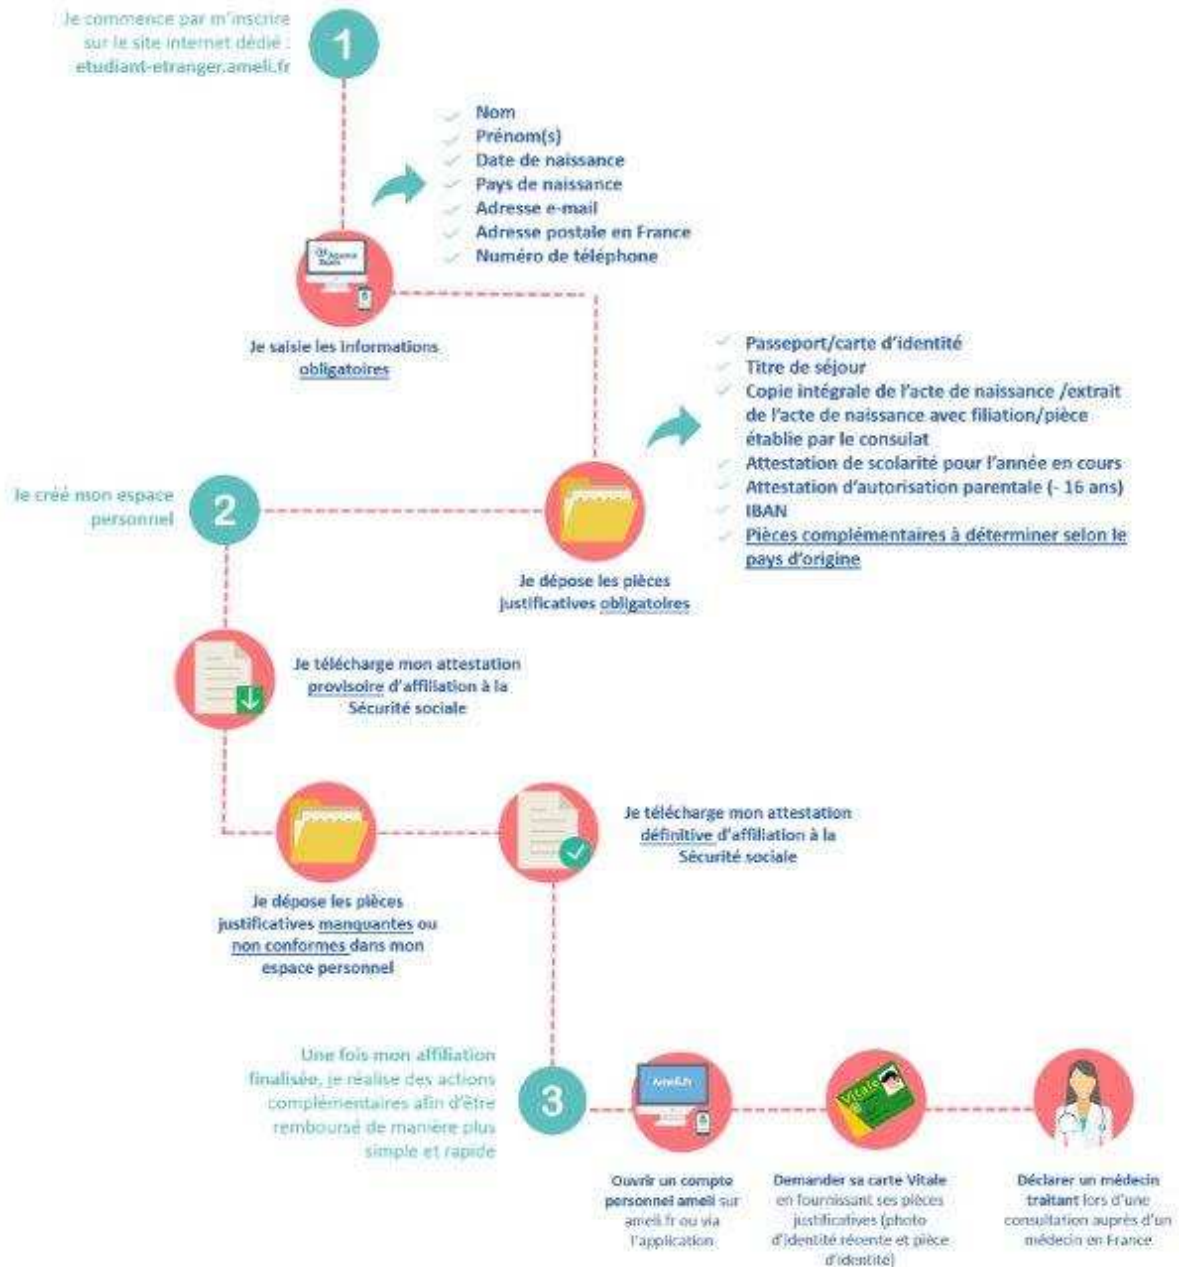 Je commence par m'inscrire
sur le site internet dédié :
etudiant-etranger.ameli.fr
1
Nom
Prénom(s)
Date de naissance
Pays de naissance
Adresse e-mail
Adresse postale en France
Numéro de téléphone
Je saisie les informations
obligatoires
Passeport/carte d'identité
Titre de séjour
Copie intégrale de l'acte de naissance /extrait
de l'acte de naissance avec filiation/pièce
établie par le consulat
Attestation de scolarité pour l'année en cours
Attestation d'autorisation parentale (- 16 ans)
IBAN
Pièces complémentaires à déterminer selon le
pays d'origine
Je dépose les pièces
justificatives obligatoires
Je créé mon espace
personnel
2
Je télécharge mon attestation
provisoire d'affiliation à la
Sécurité sociale
Je dépose les pièces
justificatives manquantes ou
non conformes dans mon
espace personnel
Je télécharge mon attestation
définitive d'affiliation à la
Sécurité sociale
Une fois mon affiliation
finalisée, je réalise des actions
complémentaires afin d'être
remboursé de manière plus
simple et rapide
3
Ameli.fr
Ouvrir un compte
personnel ameli sur
ameli.fr ou via
l'application
Vitale
Demander sa carte Vitale
en fournissant ses pièces
justificatives (photo
d'identité récente et pièce
d'identité)
Déclarer un médecin
traitant lors d'une
consultation auprès d'un
médecin en France